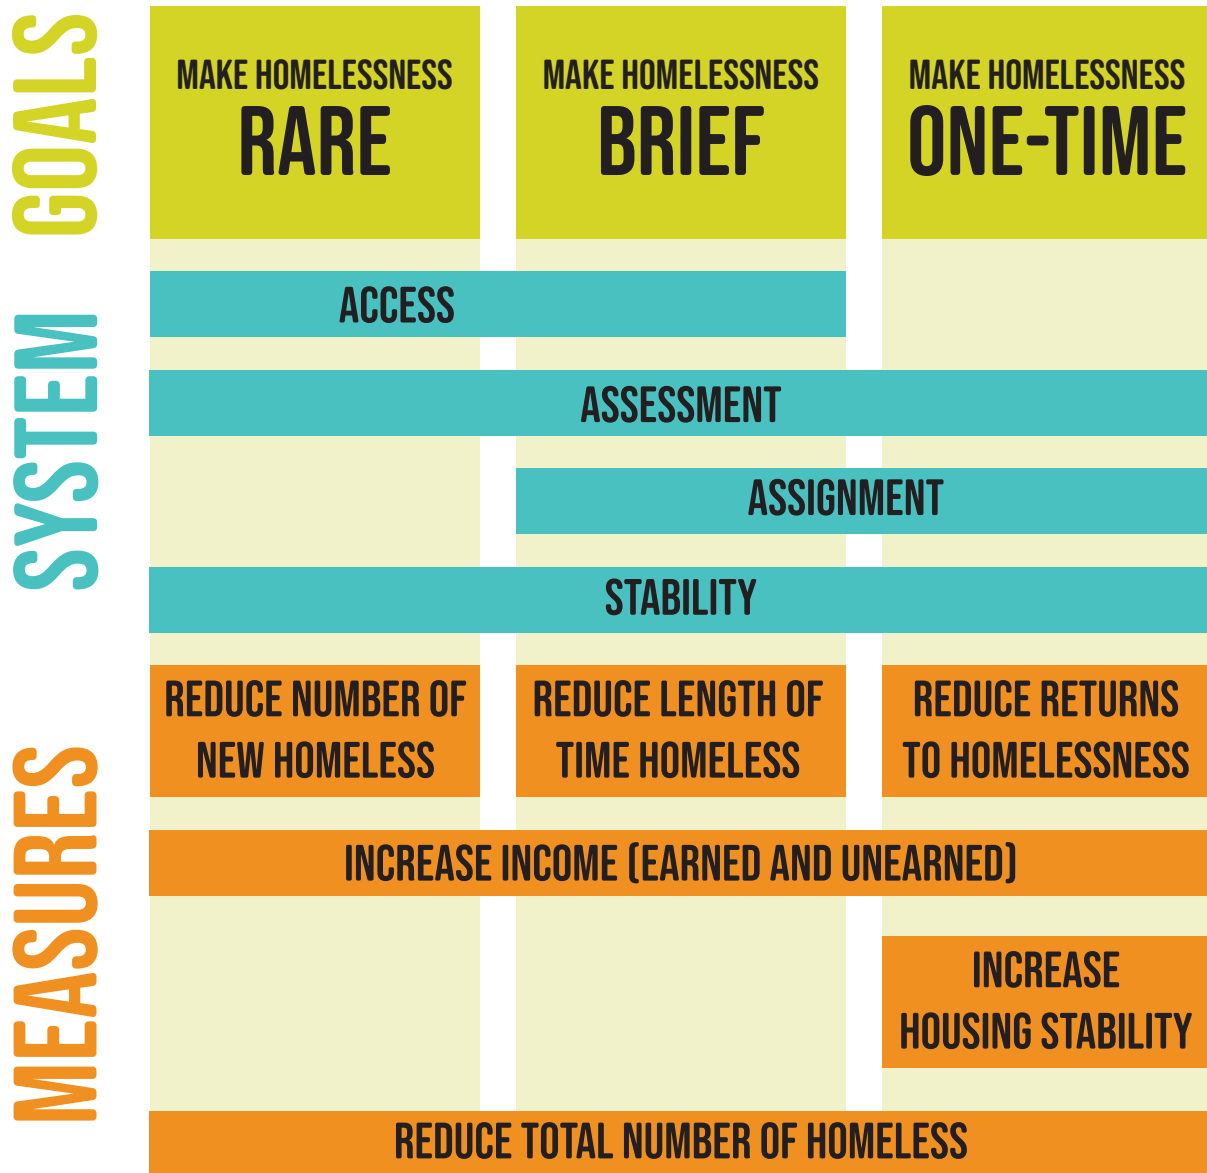 GOALS
MAKE HOMELESSNESS
RARE
MAKE HOMELESSNESS
BRIEF
MAKE HOMELESSNESS
ONE-TIME
SYSTEM
ACCESS
ASSESSMENT
ASSIGNMENT
STABILITY
MEASURES
REDUCE NUMBER OF
NEW HOMELESS
REDUCE LENGTH OF
TIME HOMELESS
REDUCE RETURNS
TO HOMELESSNESS
INCREASE INCOME (EARNED AND UNEARNED)
INCREASE
HOUSING STABILITY
REDUCE TOTAL NUMBER OF HOMELESS